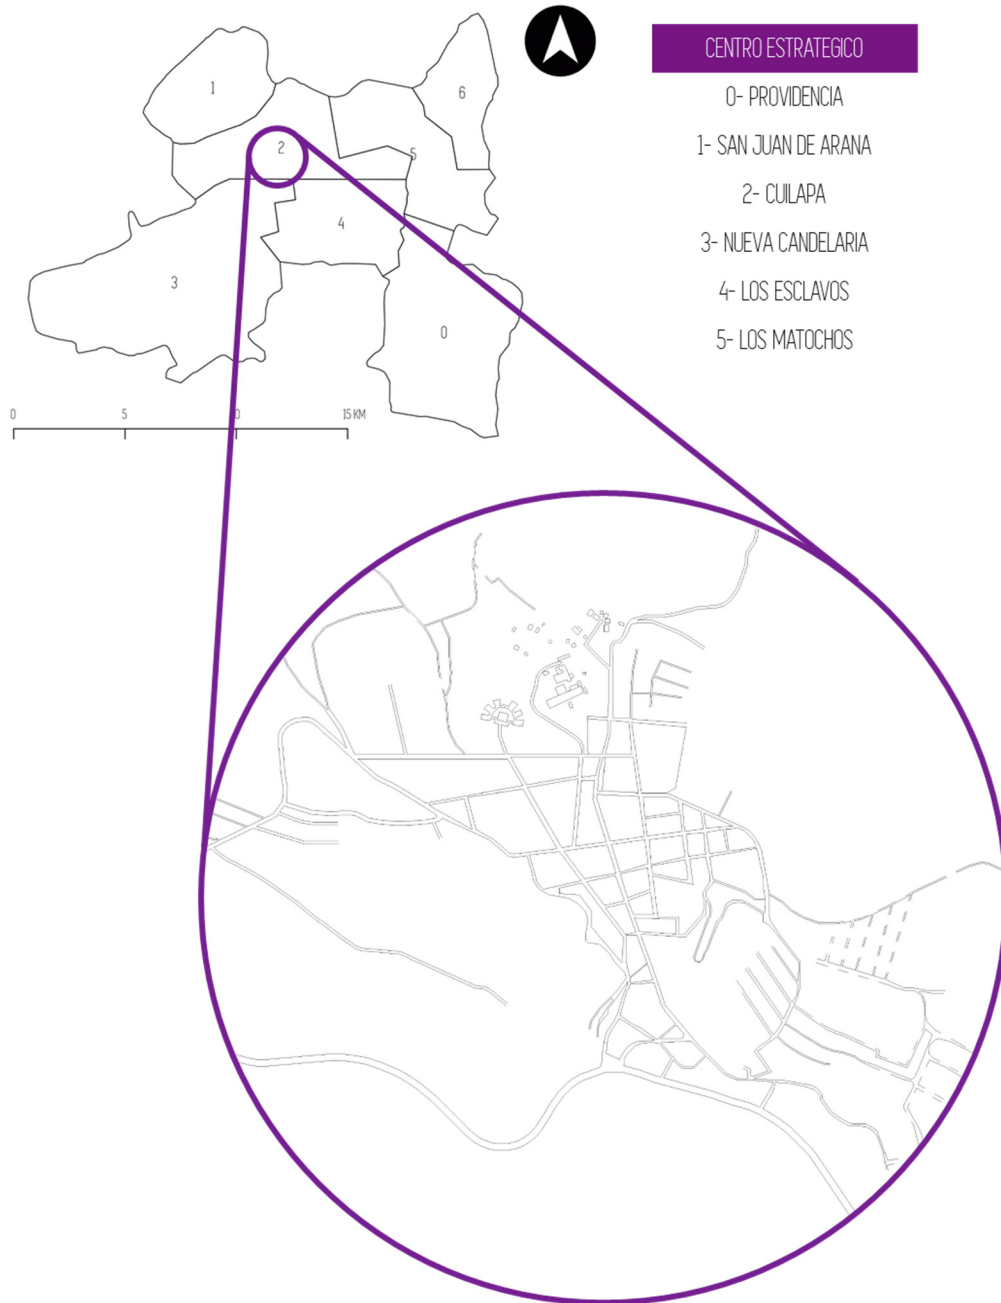 CENTRO ESTRATEGICO
0- PROVIDENCIA
1- SAN JUAN DE ARANA
2- CUILAPA
3- NUEVA CANDELARIA
4- LOS ESCLAVOS
5- LOS MATOCHOS
1
6
2
5
4
3
0
0 5 0 15 KM